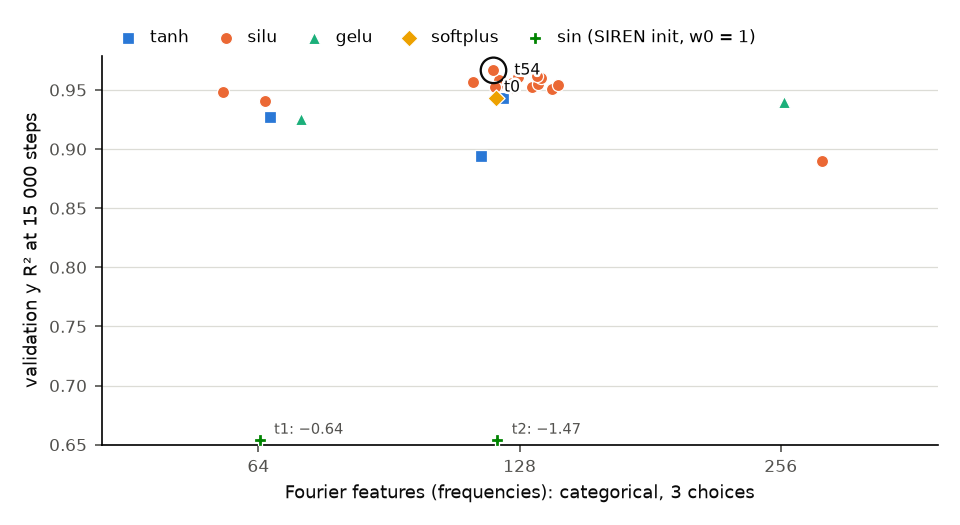 tanh silu gelu softplus sin (SIREN init, w0 = 1)
t54
t0
0.95
0.90
0.85
0.80
0.75
0.70
0.65
validation y R² at 15 000 steps
t1: −0.64
t2: −1.47
64 128 256
Fourier features (frequencies): categorical, 3 choices